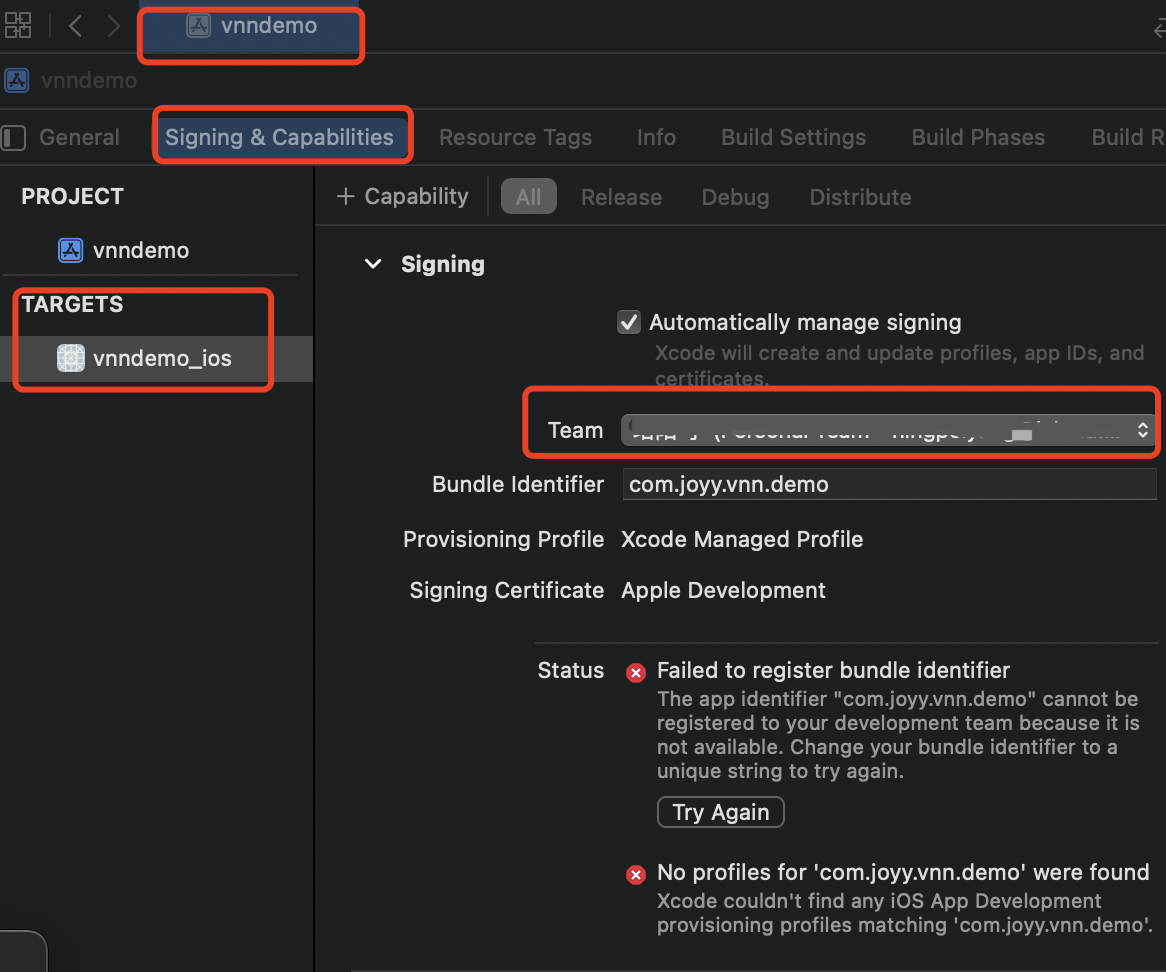 vnndemo
vnndemo
General
Signing & Capabilities
Resource Tags
Info
Build Settings
Build Phases
Build R
PROJECT
vnndemo
TARGETS
vnndemo_ios
+ Capability
All
Release
Debug
Distribute
Signing
Automatically manage signing
Xcode will create and update profiles, app IDs, and
certificates.
Team
Bundle Identifier
com.joyy.vnn.demo
Provisioning Profile
Xcode Managed Profile
Signing Certificate
Apple Development
Status
Failed to register bundle identifier
The app identifier "com.joyy.vnn.demo" cannot be
registered to your development team because it is
not available. Change your bundle identifier to a
unique string to try again.
Try Again
No profiles for 'com.joyy.vnn.demo' were found
Xcode couldn't find any iOS App Development
provisioning profiles matching 'com.joyy.vnn.demo'.